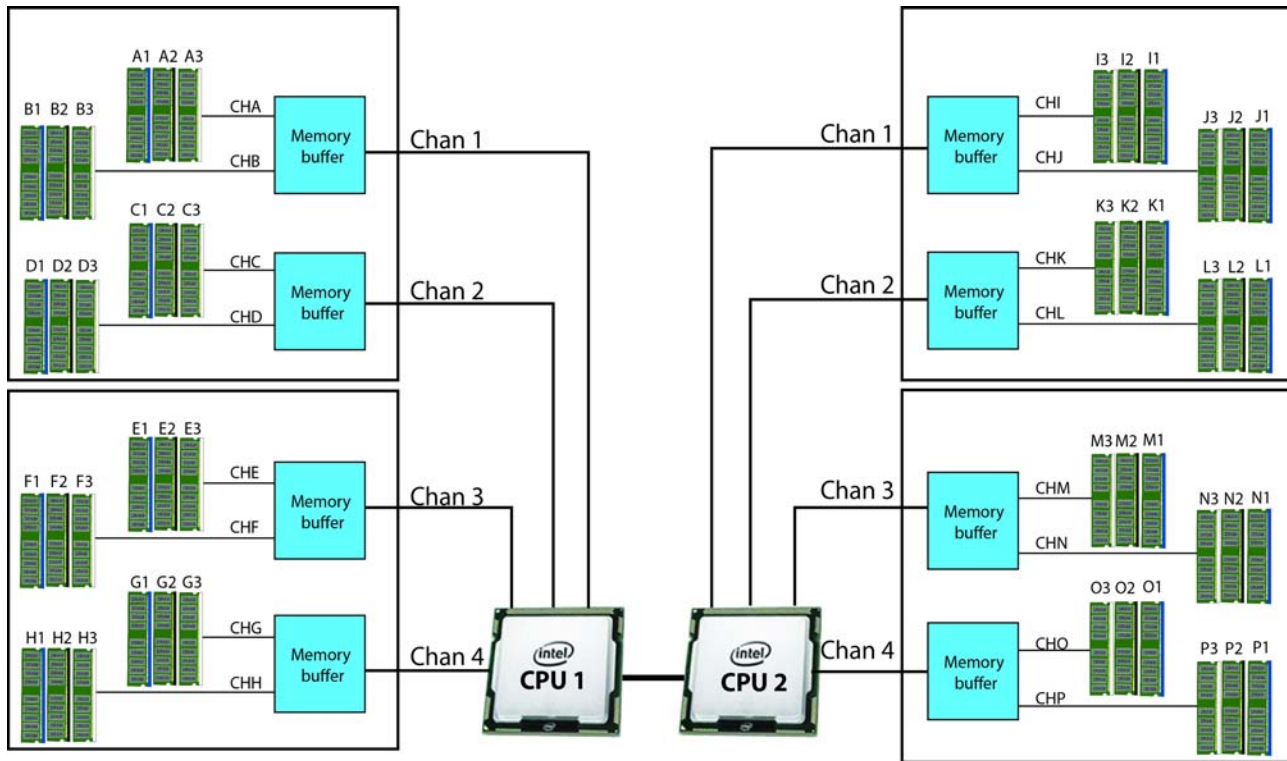 A1 A2 A3
B1 B2 B3
CHA
CHB
Memory
buffer
Chan 1
C1 C2 C3
D1 D2 D3
CHC
CHD
Memory
buffer
Chan 2
E1 E2 E3
F1 F2 F3
CHE
CHF
Memory
buffer
Chan 3
G1 G2 G3
H1 H2 H3
CHG
CHH
Memory
buffer
Chan 4
intel
CPU 1
intel
CPU 2
Chan 1
Memory
buffer
CHI
CHJ
I3 I2 I1
J3 J2 J1
Chan 2
Memory
buffer
CHK
CHL
K3 K2 K1
L3 L2 L1
Chan 3
Memory
buffer
CHM
CHN
M3 M2 M1
N3 N2 N1
Chan 4
Memory
buffer
CHO
CHP
O3 O2 O1
P3 P2 P1